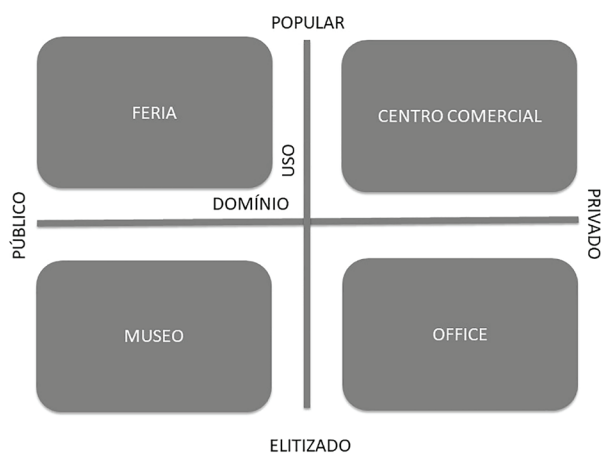 POPULAR
FERIA
CENTRO COMERCIAL
USO
DOMÍNIO
PÚBLICO
PRIVADO
MUSEO
OFFICE
ELITIZADO